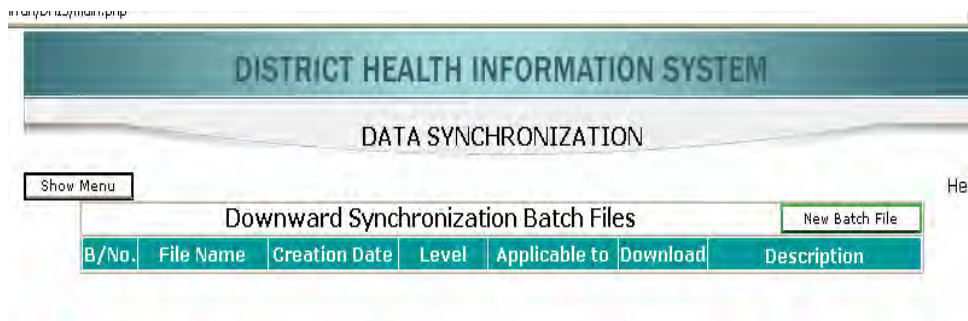 DISTRICT HEALTH INFORMATION SYSTEM
DATA SYNCHRONIZATION
Show Menu
Downward Synchronization Batch Files New Batch File
B/No. File Name Creation Date Level Applicable to Download Description